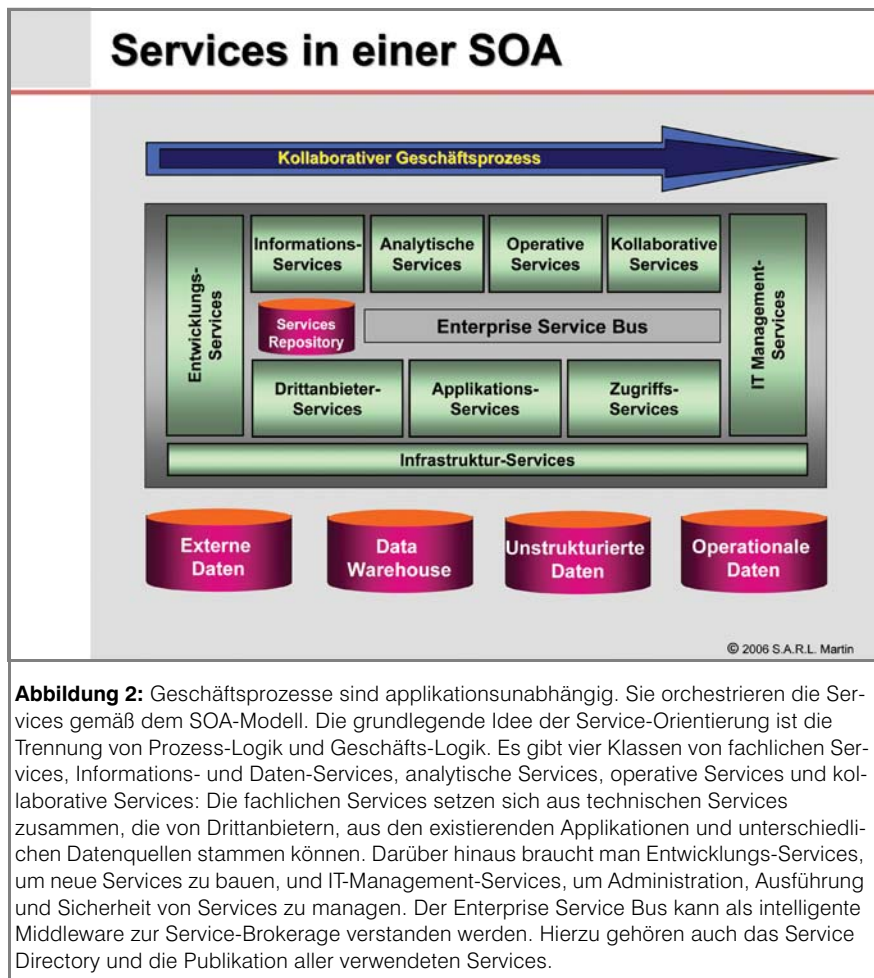 Services in einer SOA
Kollaborativer Geschäftsprozess
Entwicklungs-
Services
Informations-
Services
Analytische
Services
Operative
Services
Kollaborative
Services
IT Management-
Services
Services
Repository
Enterprise Service Bus
Drittanbieter-
Services
Applikations-
Services
Zugriffs-
Services
Infrastruktur-Services
Externe
Daten
Data
Warehouse
Unstrukturierte
Daten
Operationale
Daten
© 2006 S.A.R.L. Martin
Abbildung 2: Geschäftsprozesse sind applikationsunabhängig. Sie orchestrieren die Ser-
vices gemäß dem SOA-Modell. Die grundlegende Idee der Service-Orientierung ist die
Trennung von Prozess-Logik und Geschäfts-Logik. Es gibt vier Klassen von fachlichen Ser-
vices, Informations- und Daten-Services, analytische Services, operative Services und kol-
laborative Services: Die fachlichen Services setzen sich aus technischen Services
zusammen, die von Drittanbietern, aus den existierenden Applikationen und unterschiedli-
chen Datenquellen stammen können. Darüber hinaus braucht man Entwicklungs-Services,
um neue Services zu bauen, und IT-Management-Services, um Administration, Ausführung
und Sicherheit von Services zu managen. Der Enterprise Service Bus kann als intelligente
Middleware zur Service-Brokerage verstanden werden. Hierzu gehören auch das Service
Directory und die Publikation aller verwendeten Services.